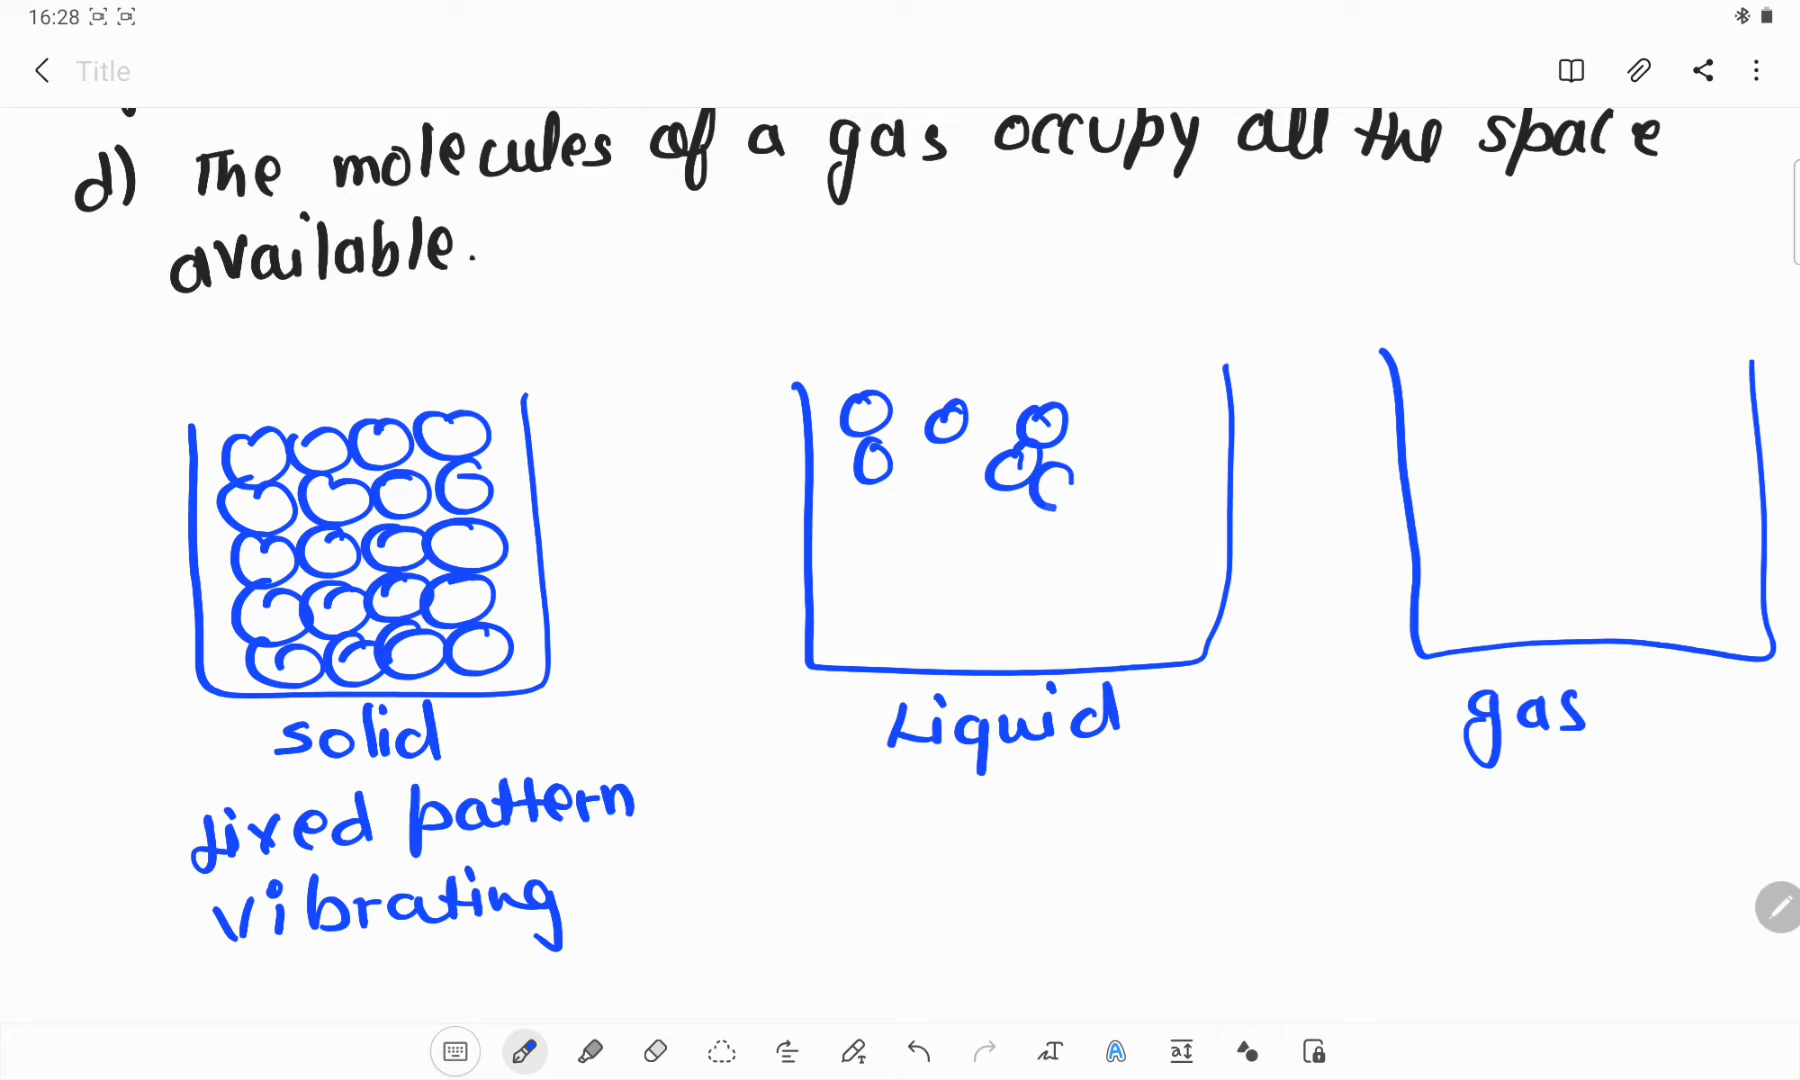 16:28
Title
d) The molecules of a gas occupy all the space
available.
solid
Liquid
gas
fixed pattern
vibrating